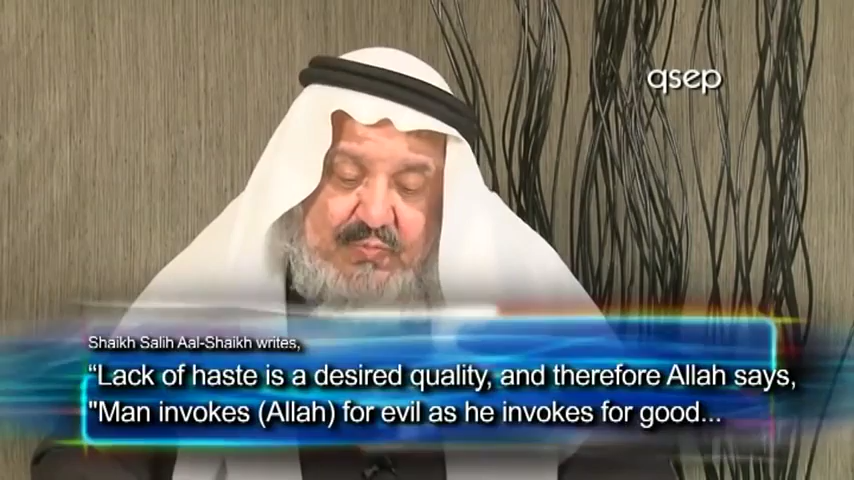 qsep
Shaikh Salih Aal-Shaikh writes,
“Lack of haste is a desired quality, and therefore Allah says,
"Man invokes (Allah) for evil as he invokes for good...